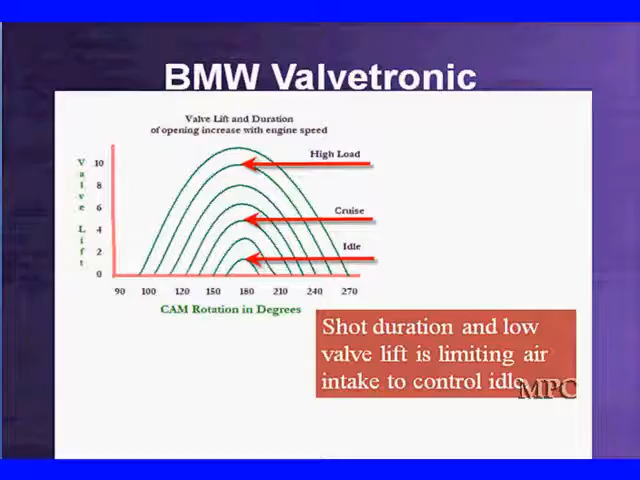 BMW Valvetronic
Valve Lift and Duration
of opening increase with engine speed
High Load
Cruise
Idle
Valve Lift
10
8
6
4
2
0
90 100 150 180 210 240 270
CAM Rotation in Degrees
Shot duration and low
valve lift is limiting air
intake to control idle
MPC